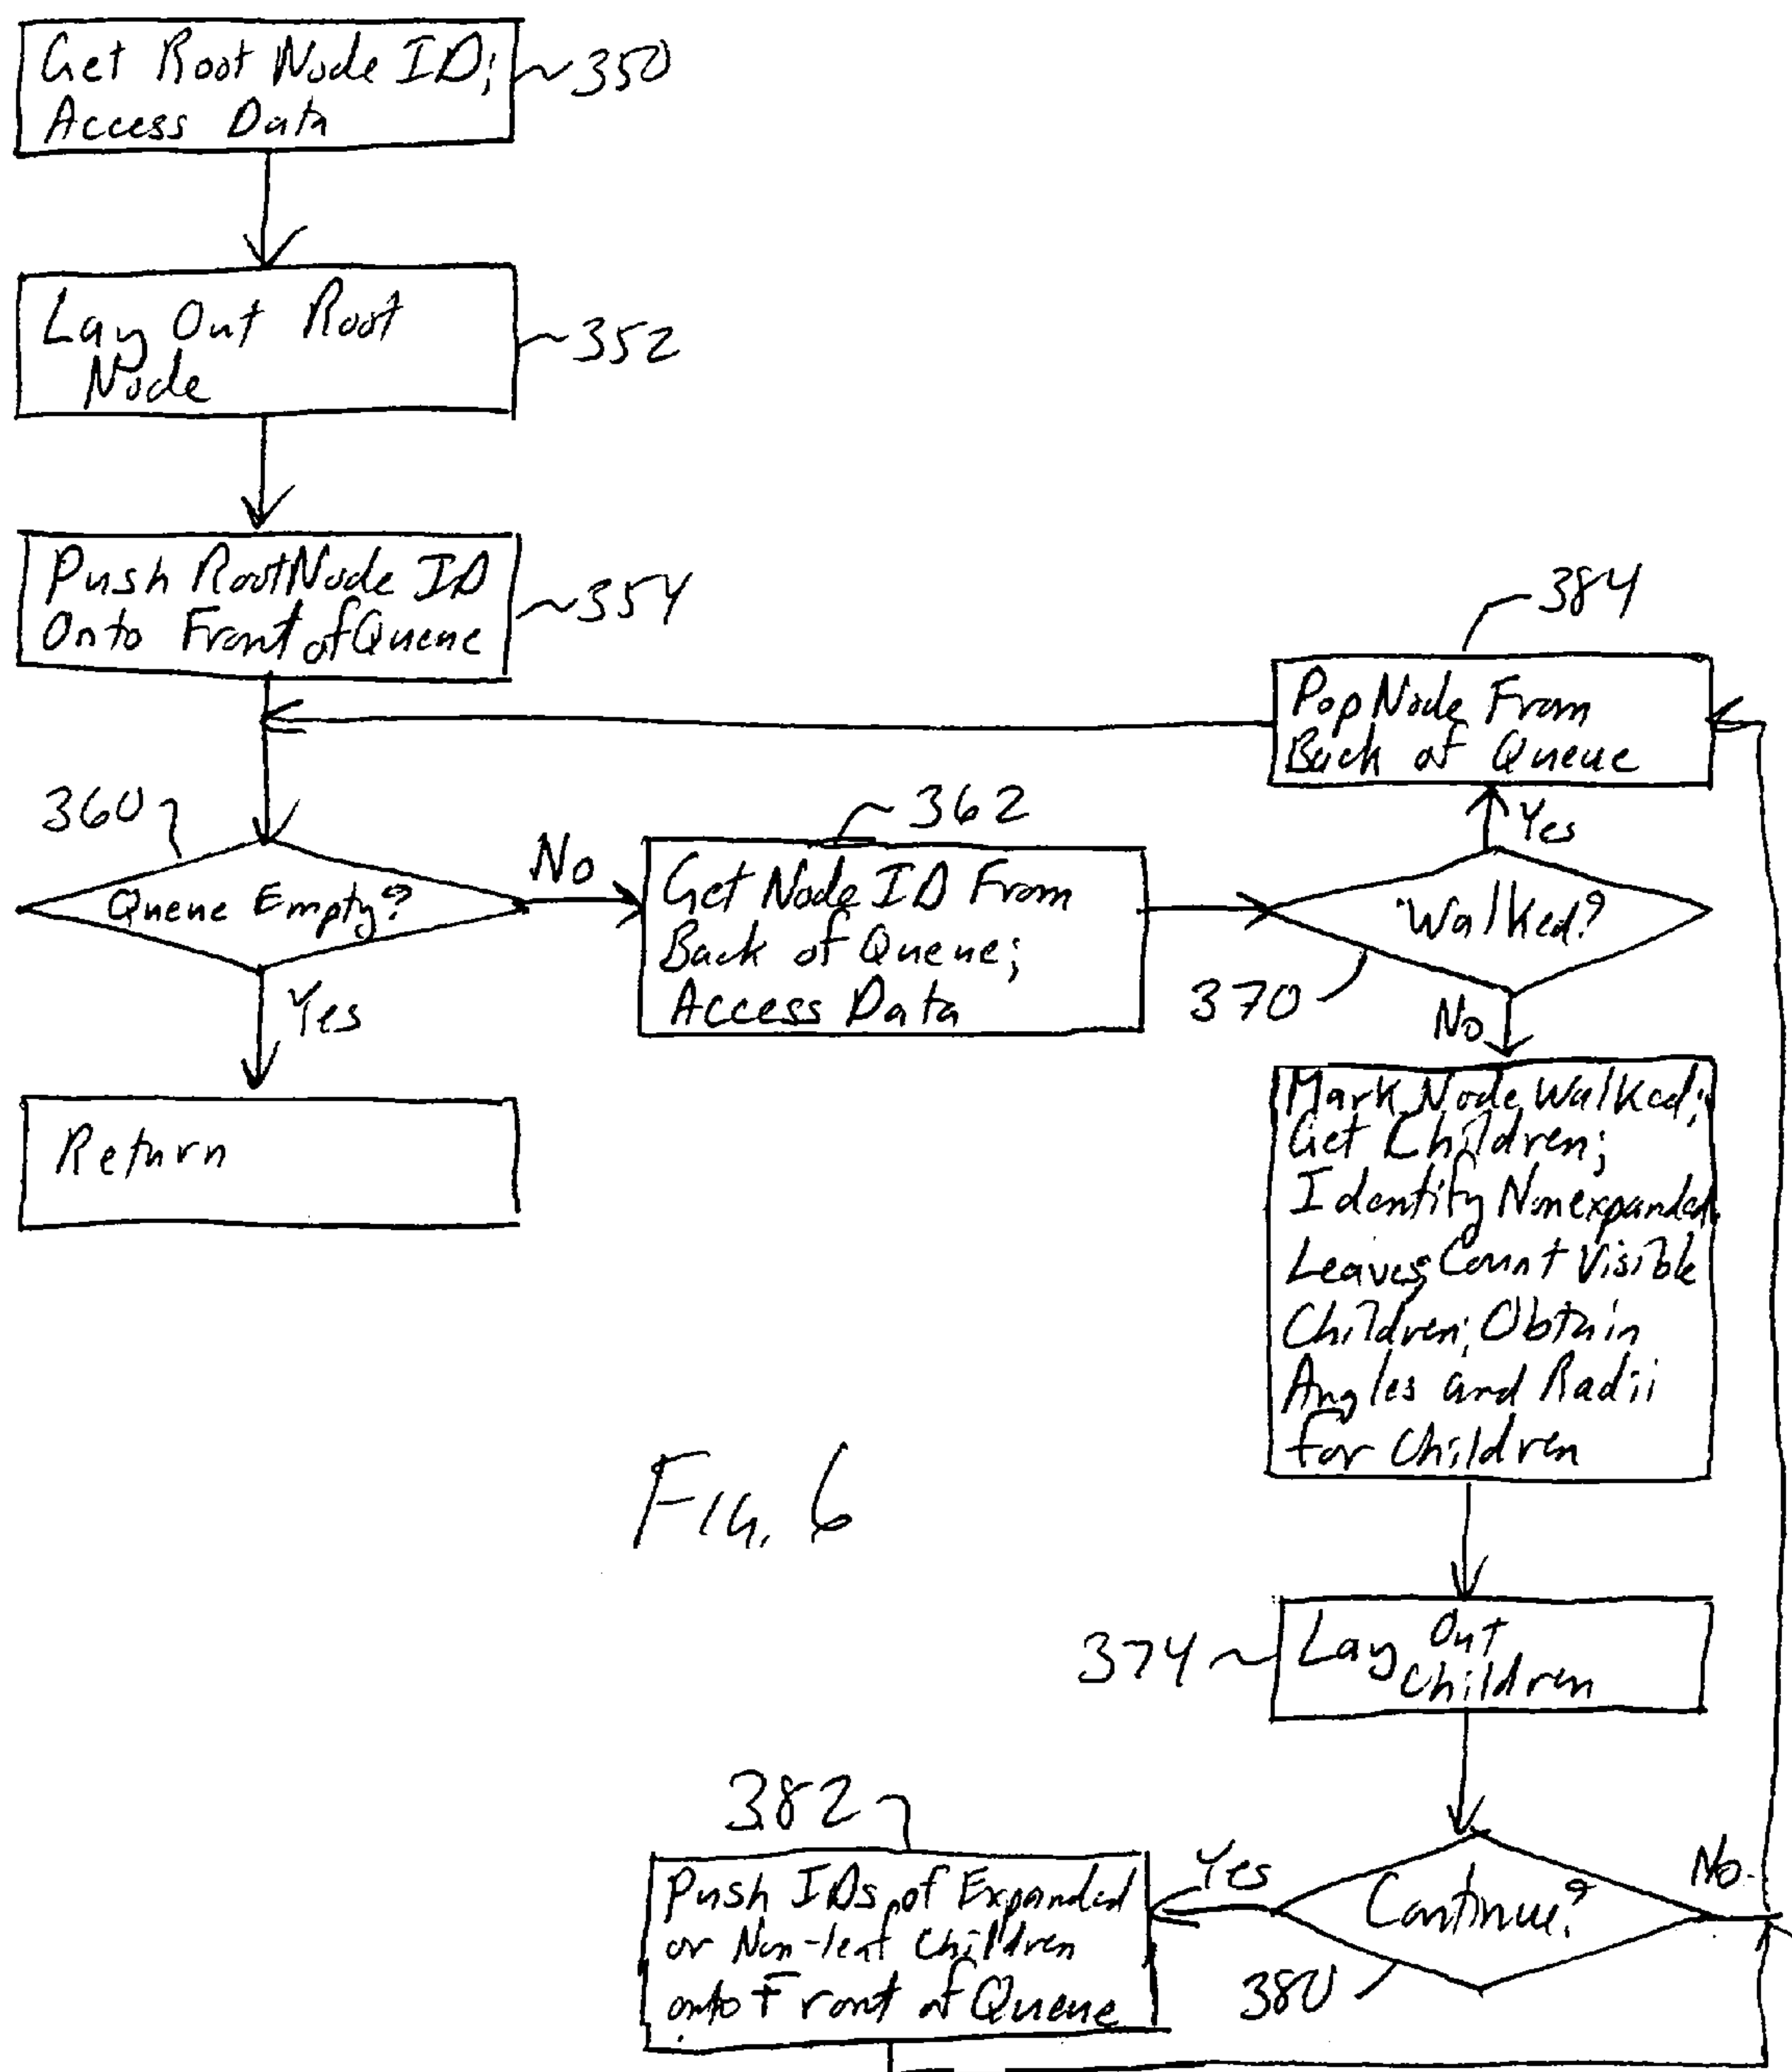 Get Root Node ID;
Access Data
~350
Lay Out Root
Node
~352
Push Root Node ID
Onto Front of Queue
~354
384
Pop Node From
Back of Queue
360
Queue Empty?
No
Yes
Return
362
Get Node ID From
Back of Queue;
Access Data
Yes
Walked?
370
No
Mark Node Walked;
Get Children;
Identify Nonexpanded
Leaves; Count Visible
Children; Obtain
Angles and Radii
for Children
374 ~
Lay Out
Children
Continue?
380
Yes
No
382
Push IDs of Expanded
or Non-leaf Children
onto Front of Queue
FIG. 6